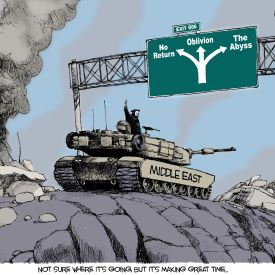 EXIT 666
No
Return
Oblivion
The
Abyss
MIDDLE EAST
NOT SURE WHERE IT'S GOING, BUT IT'S MAKING GREAT TIME...